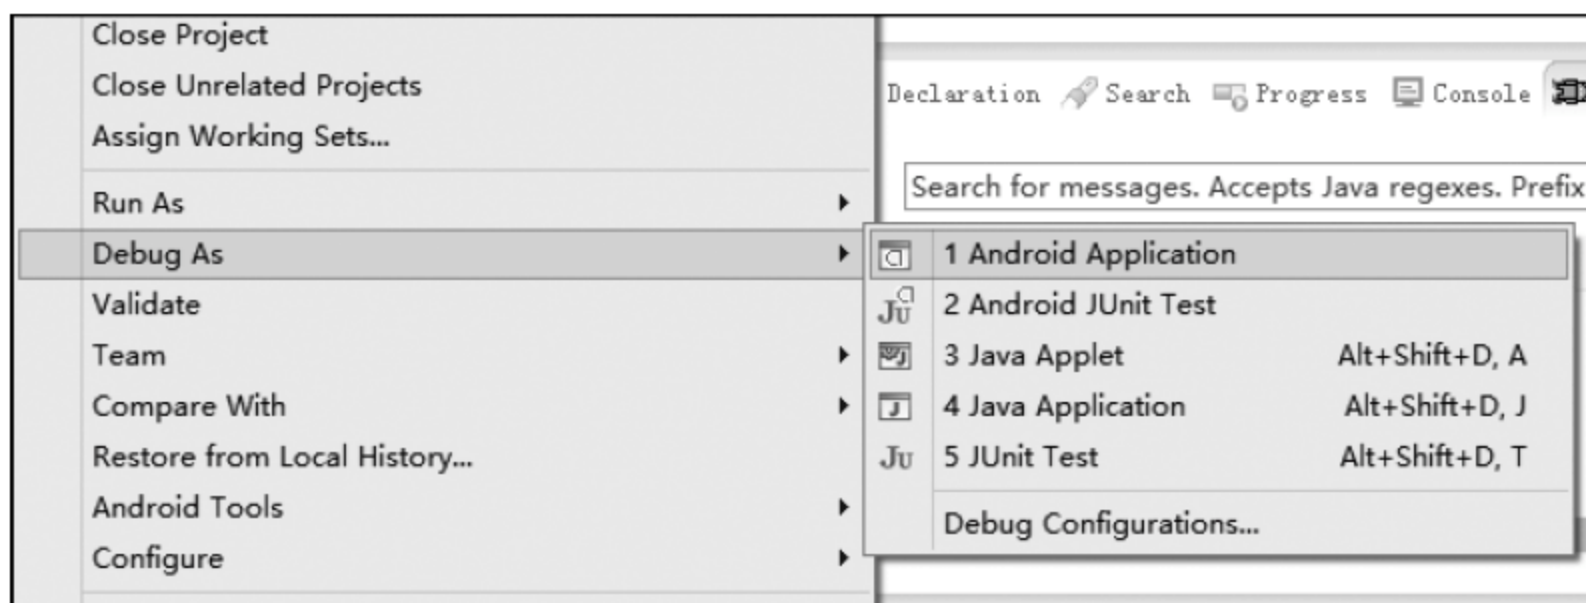 Close Project
Close Unrelated Projects
Assign Working Sets...
Run As
Debug As
Validate
Team
Compare With
Restore from Local History...
Android Tools
Configure
Declaration Search Progress Console
Search for messages. Accepts Java regexes. Prefix
1 Android Application
2 Android JUnit Test
3 Java Applet Alt+Shift+D, A
4 Java Application Alt+Shift+D, J
5 JUnit Test Alt+Shift+D, T
Debug Configurations...